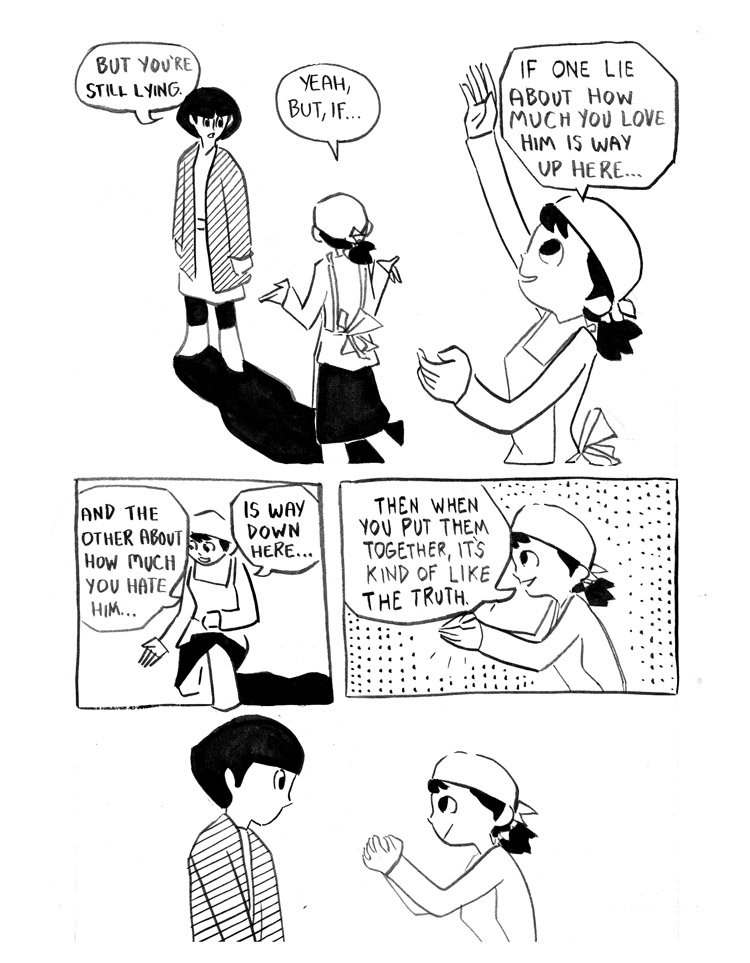 BUT YOU'RE
STILL LYING.
YEAH,
BUT, IF...
IF ONE LIE
ABOUT HOW
MUCH YOU LOVE
HIM IS WAY
UP HERE...
AND THE
OTHER ABOUT
HOW MUCH
YOU HATE
HIM...
IS WAY
DOWN
HERE...
THEN WHEN
YOU PUT THEM
TOGETHER, IT'S
KIND OF LIKE
THE TRUTH.